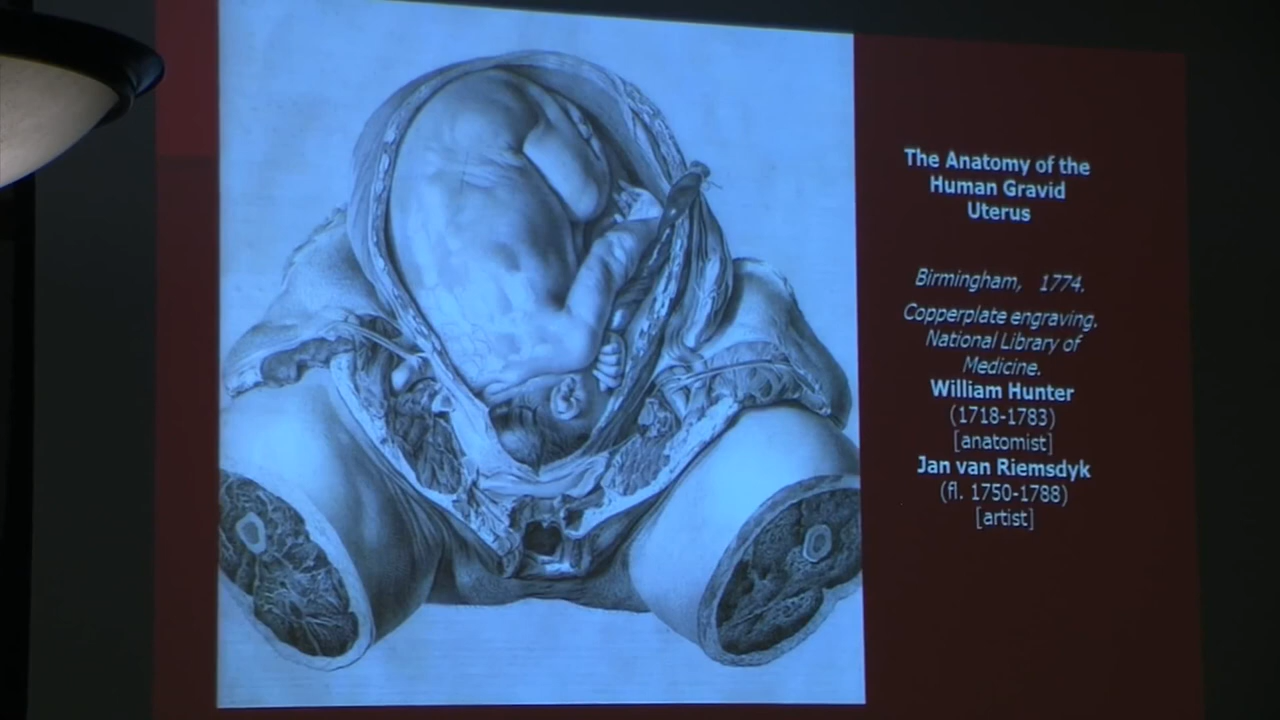 The Anatomy of the
Human Gravid
Uterus
Birmingham, 1774.
Copperplate engraving.
National Library of
Medicine.
William Hunter
(1718-1783)
[anatomist]
Jan van Riemsdyk
(fl. 1750-1788)
[artist]